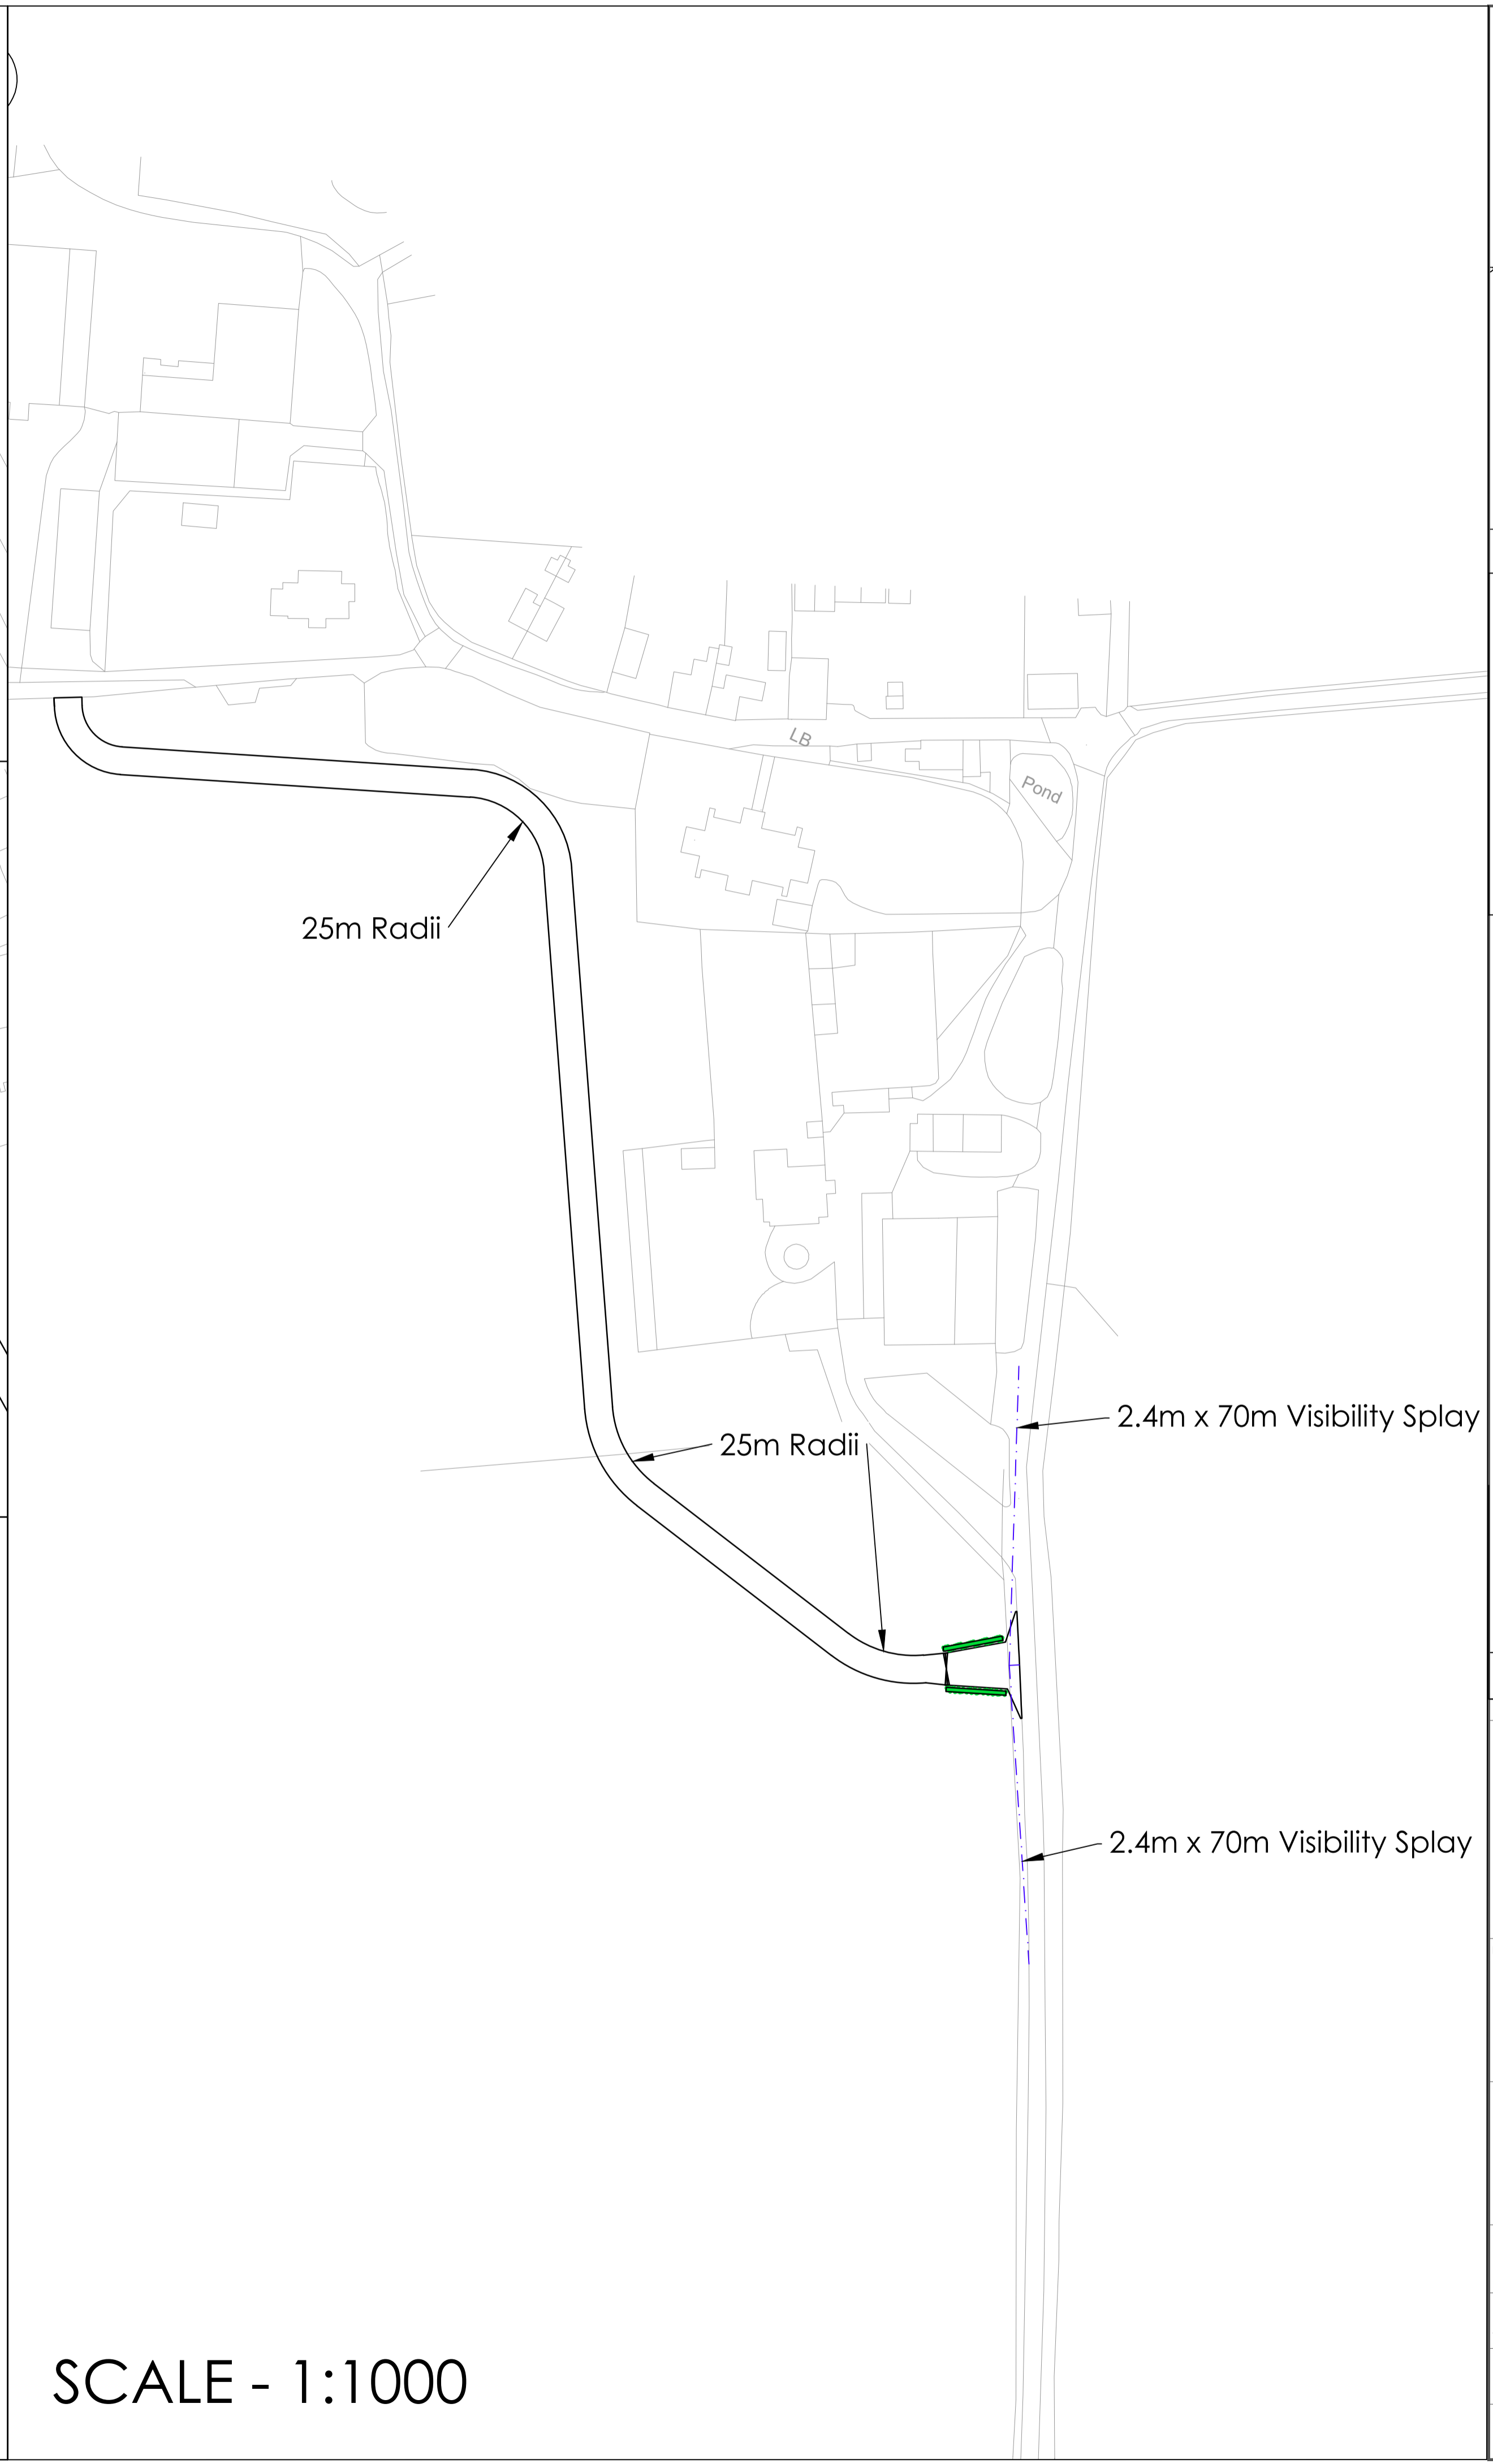 LB
Pond
25m Radii
2.4m x 70m Visibility Splay
25m Radii
2.4m x 70m Visibility Splay
SCALE - 1:1000